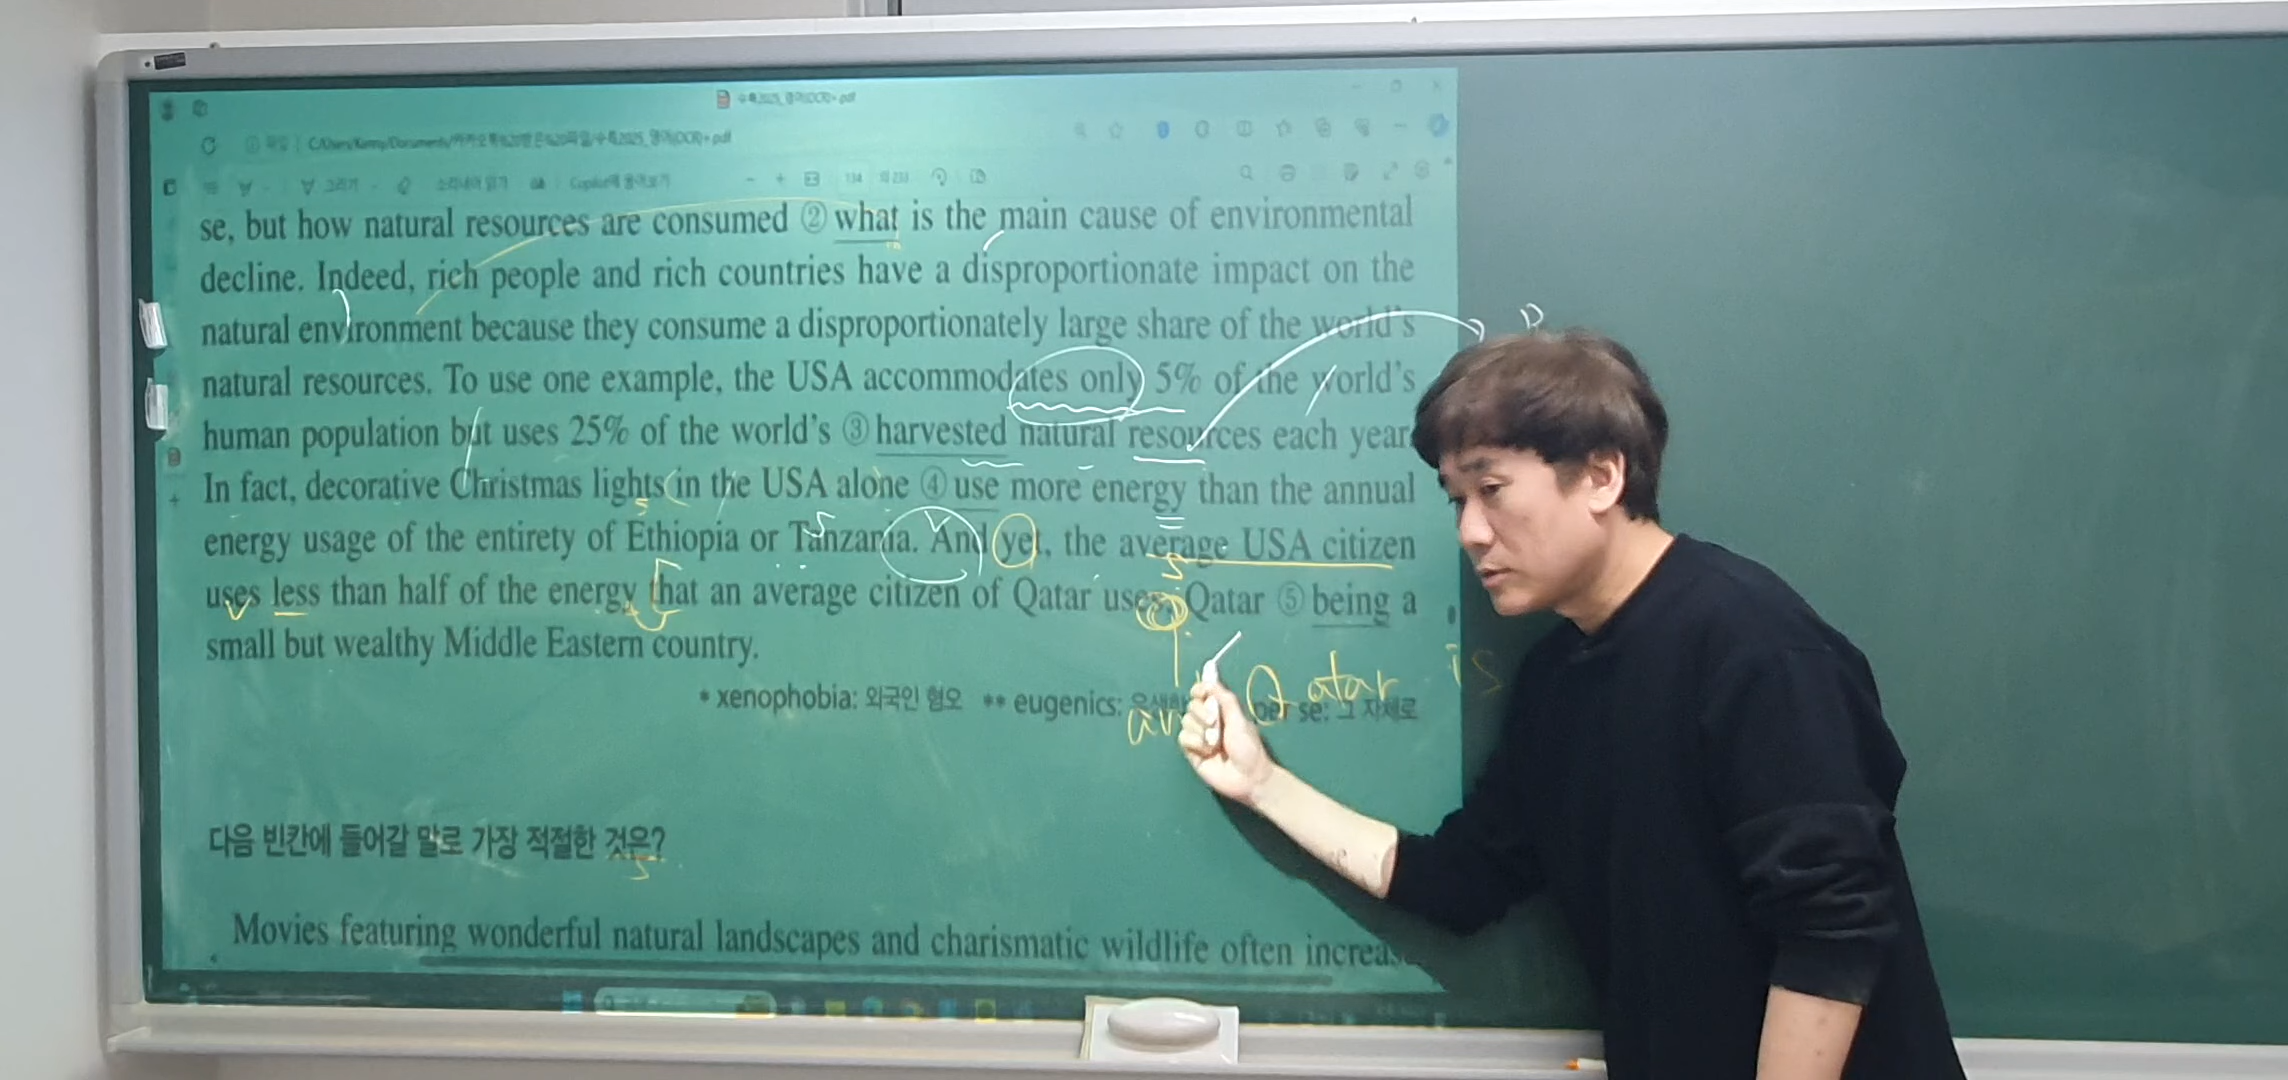 se, but how natural resources are consumed ② what is the main cause of environmental
decline. Indeed, rich people and rich countries have a disproportionate impact on the
natural environment because they consume a disproportionately large share of the world's
natural resources. To use one example, the USA accommodates only 5% of the world's
human population but uses 25% of the world's ③ harvested natural resources each year
In fact, decorative Christmas lights in the USA alone ④ use more energy than the annual
energy usage of the entirety of Ethiopia or Tanzania. And yet, the average USA citizen
uses less than half of the energy that an average citizen of Qatar uses, Qatar ⑤ being a
small but wealthy Middle Eastern country.
Qatar is
* xenophobia: 외국인 혐오 ** eugenics: per se: 그 자체로
다음 빈칸에 들어갈 말로 가장 적절한 것은?
Movies featuring wonderful natural landscapes and charismatic wildlife often increas